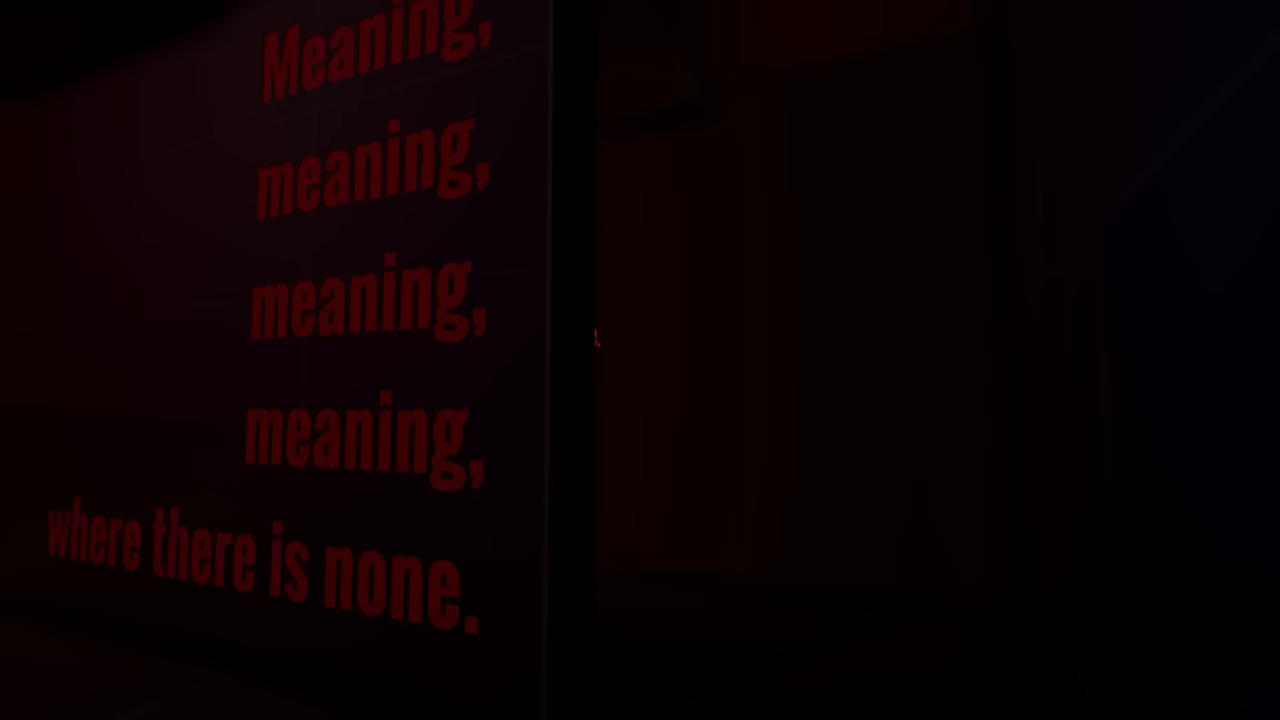 Meaning,
meaning,
meaning,
meaning,
where there is none.